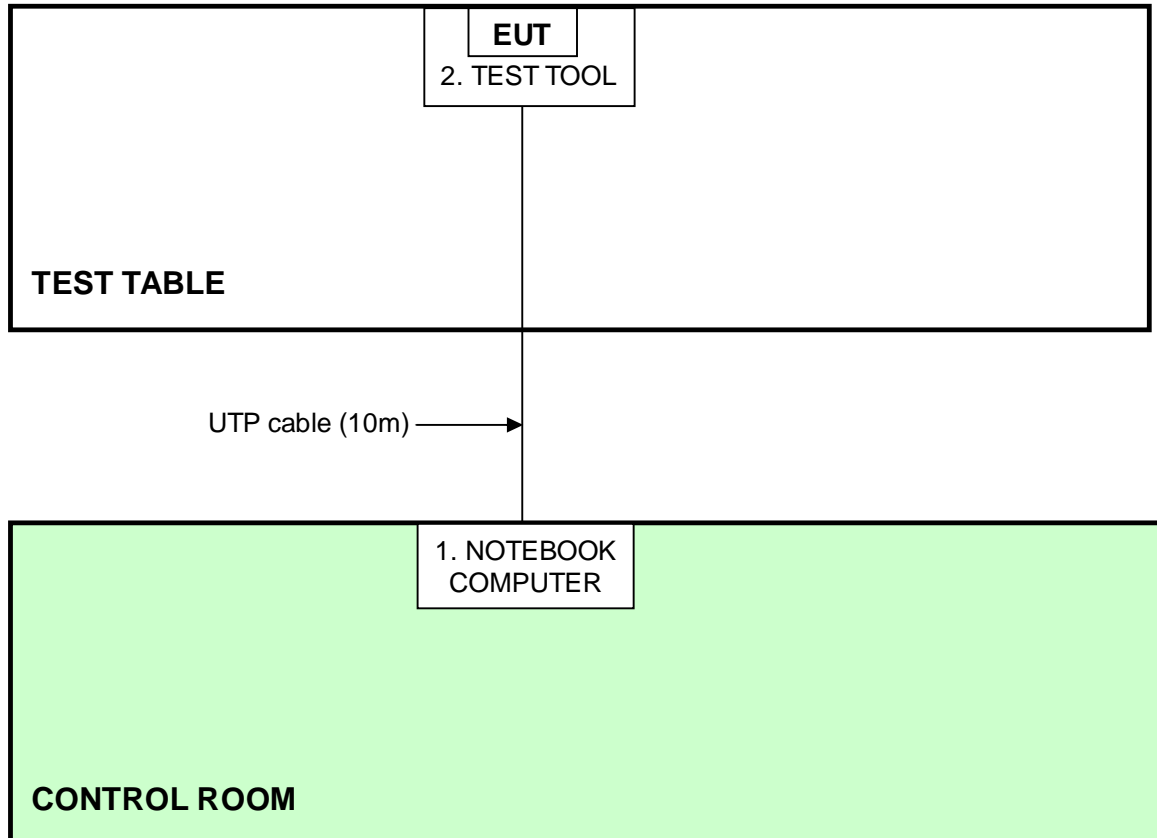 EUT
2. TEST TOOL
TEST TABLE
UTP cable (10m)
1. NOTEBOOK
COMPUTER
CONTROL ROOM